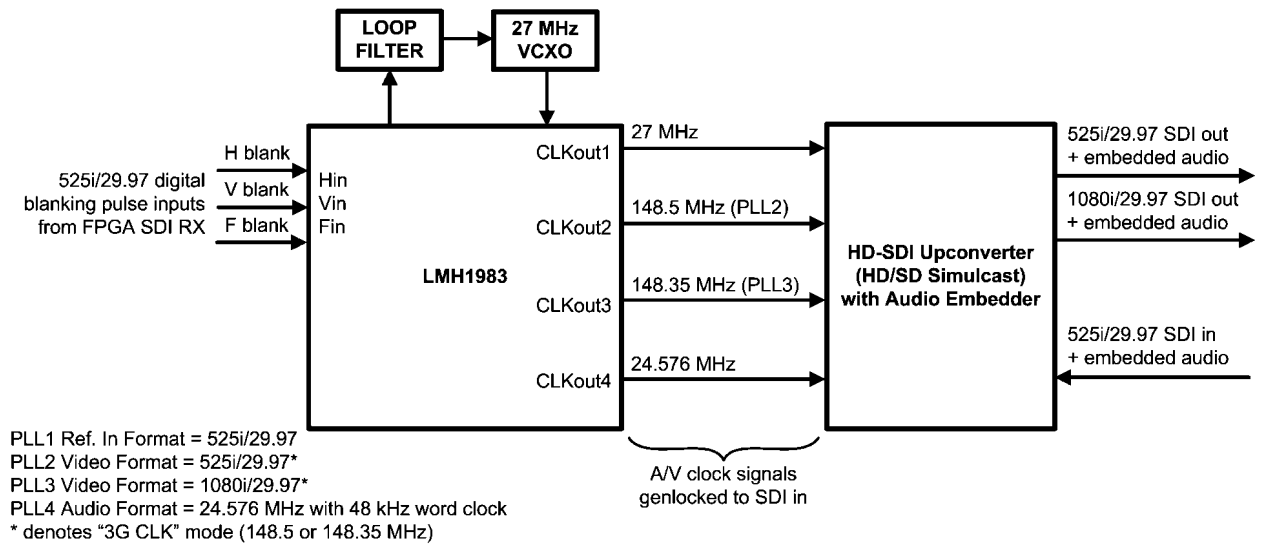 LOOP
FILTER
27 MHz
VCXO
525i/29.97 digital
blanking pulse inputs
from FPGA SDI RX
H blank
V blank
F blank
Hin
Vin
Fin
LMH1983
CLKout1
CLKout2
CLKout3
CLKout4
27 MHz
148.5 MHz (PLL2)
148.35 MHz (PLL3)
24.576 MHz
HD-SDI Upconverter
(HD/SD Simulcast)
with Audio Embedder
525i/29.97 SDI out
+ embedded audio
1080i/29.97 SDI out
+ embedded audio
525i/29.97 SDI in
+ embedded audio
A/V clock signals
genlocked to SDI in
PLL1 Ref. In Format = 525i/29.97
PLL2 Video Format = 525i/29.97*
PLL3 Video Format = 1080i/29.97*
PLL4 Audio Format = 24.576 MHz with 48 kHz word clock
* denotes “3G CLK” mode (148.5 or 148.35 MHz)